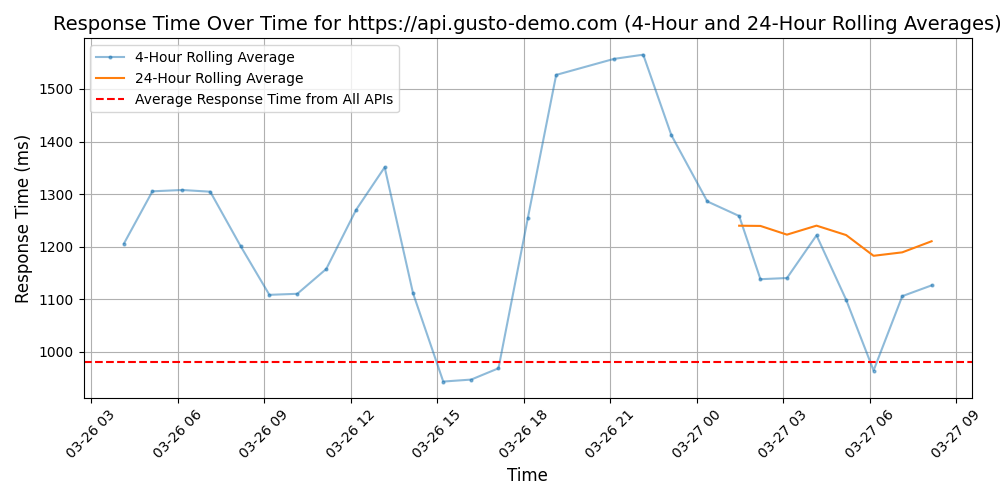 Response Time Over Time for https://api.gusto-demo.com (4-Hour and 24-Hour Rolling Averages)
4-Hour Rolling Average
24-Hour Rolling Average
Average Response Time from All APIs
Response Time (ms)
1500
1400
1300
1200
1100
1000
03-26 03
03-26 06
03-26 09
03-26 12
03-26 15
03-26 18
03-26 21
03-27 00
03-27 03
03-27 06
03-27 09
Time